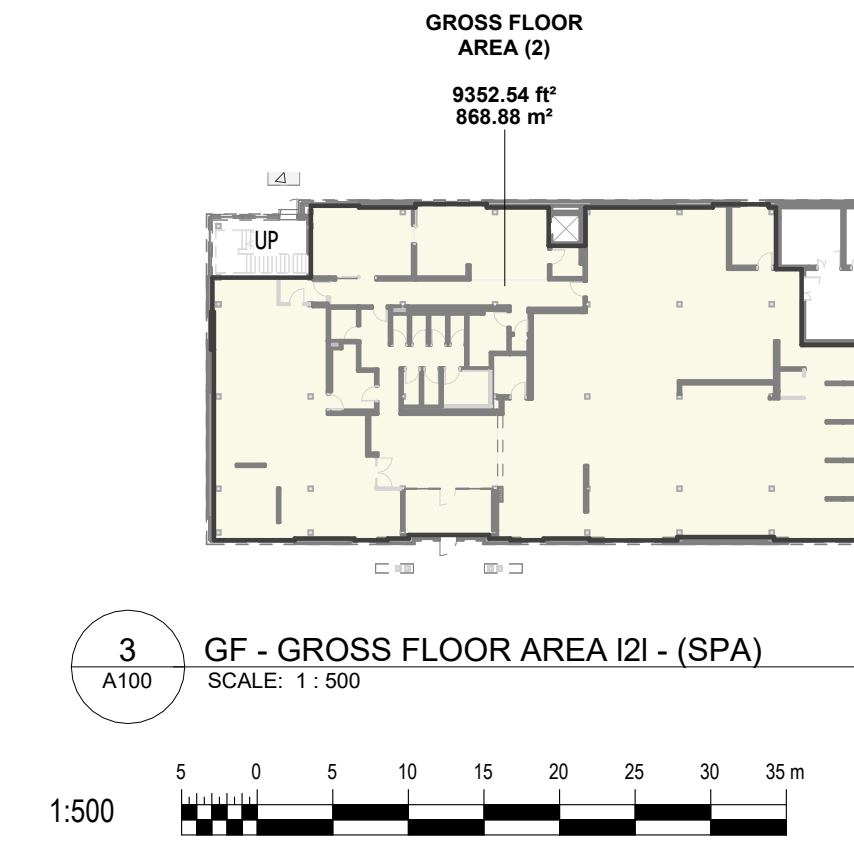 GROSS FLOOR
AREA (2)
9352.54 ft²
868.88 m²
UP
3
A100
GF - GROSS FLOOR AREA I2I - (SPA)
SCALE: 1 : 500
5 0 5 10 15 20 25 30 35 m
1:500